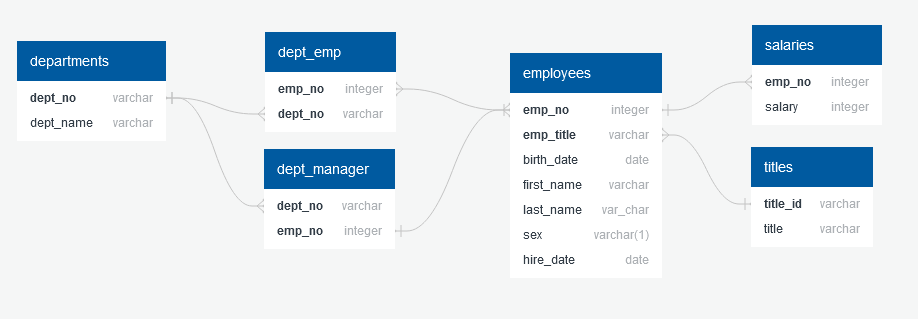 departments
dept_no varchar
dept_name varchar
dept_emp
emp_no integer
dept_no varchar
dept_manager
dept_no varchar
emp_no integer
employees
emp_no integer
emp_title varchar
birth_date date
first_name varchar
last_name var_char
sex varchar(1)
hire_date date
salaries
emp_no integer
salary integer
titles
title_id varchar
title varchar